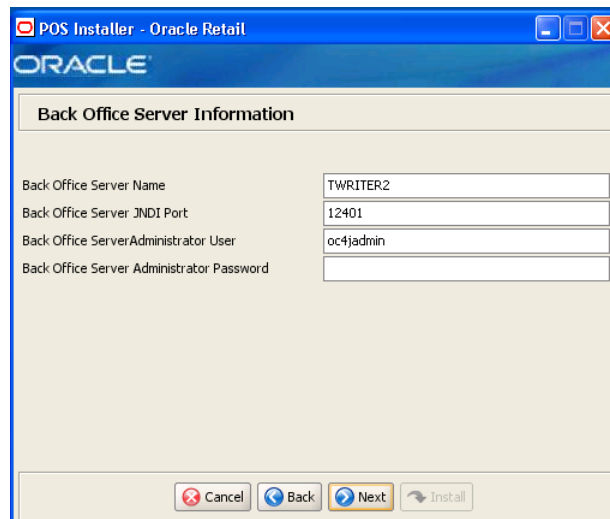 POS Installer - Oracle Retail
ORACLE
Back Office Server Information
Back Office Server Name TWRITER2
Back Office Server JNDI Port 12401
Back Office ServerAdministrator User oc4jadmin
Back Office Server Administrator Password
Cancel Back Next Install